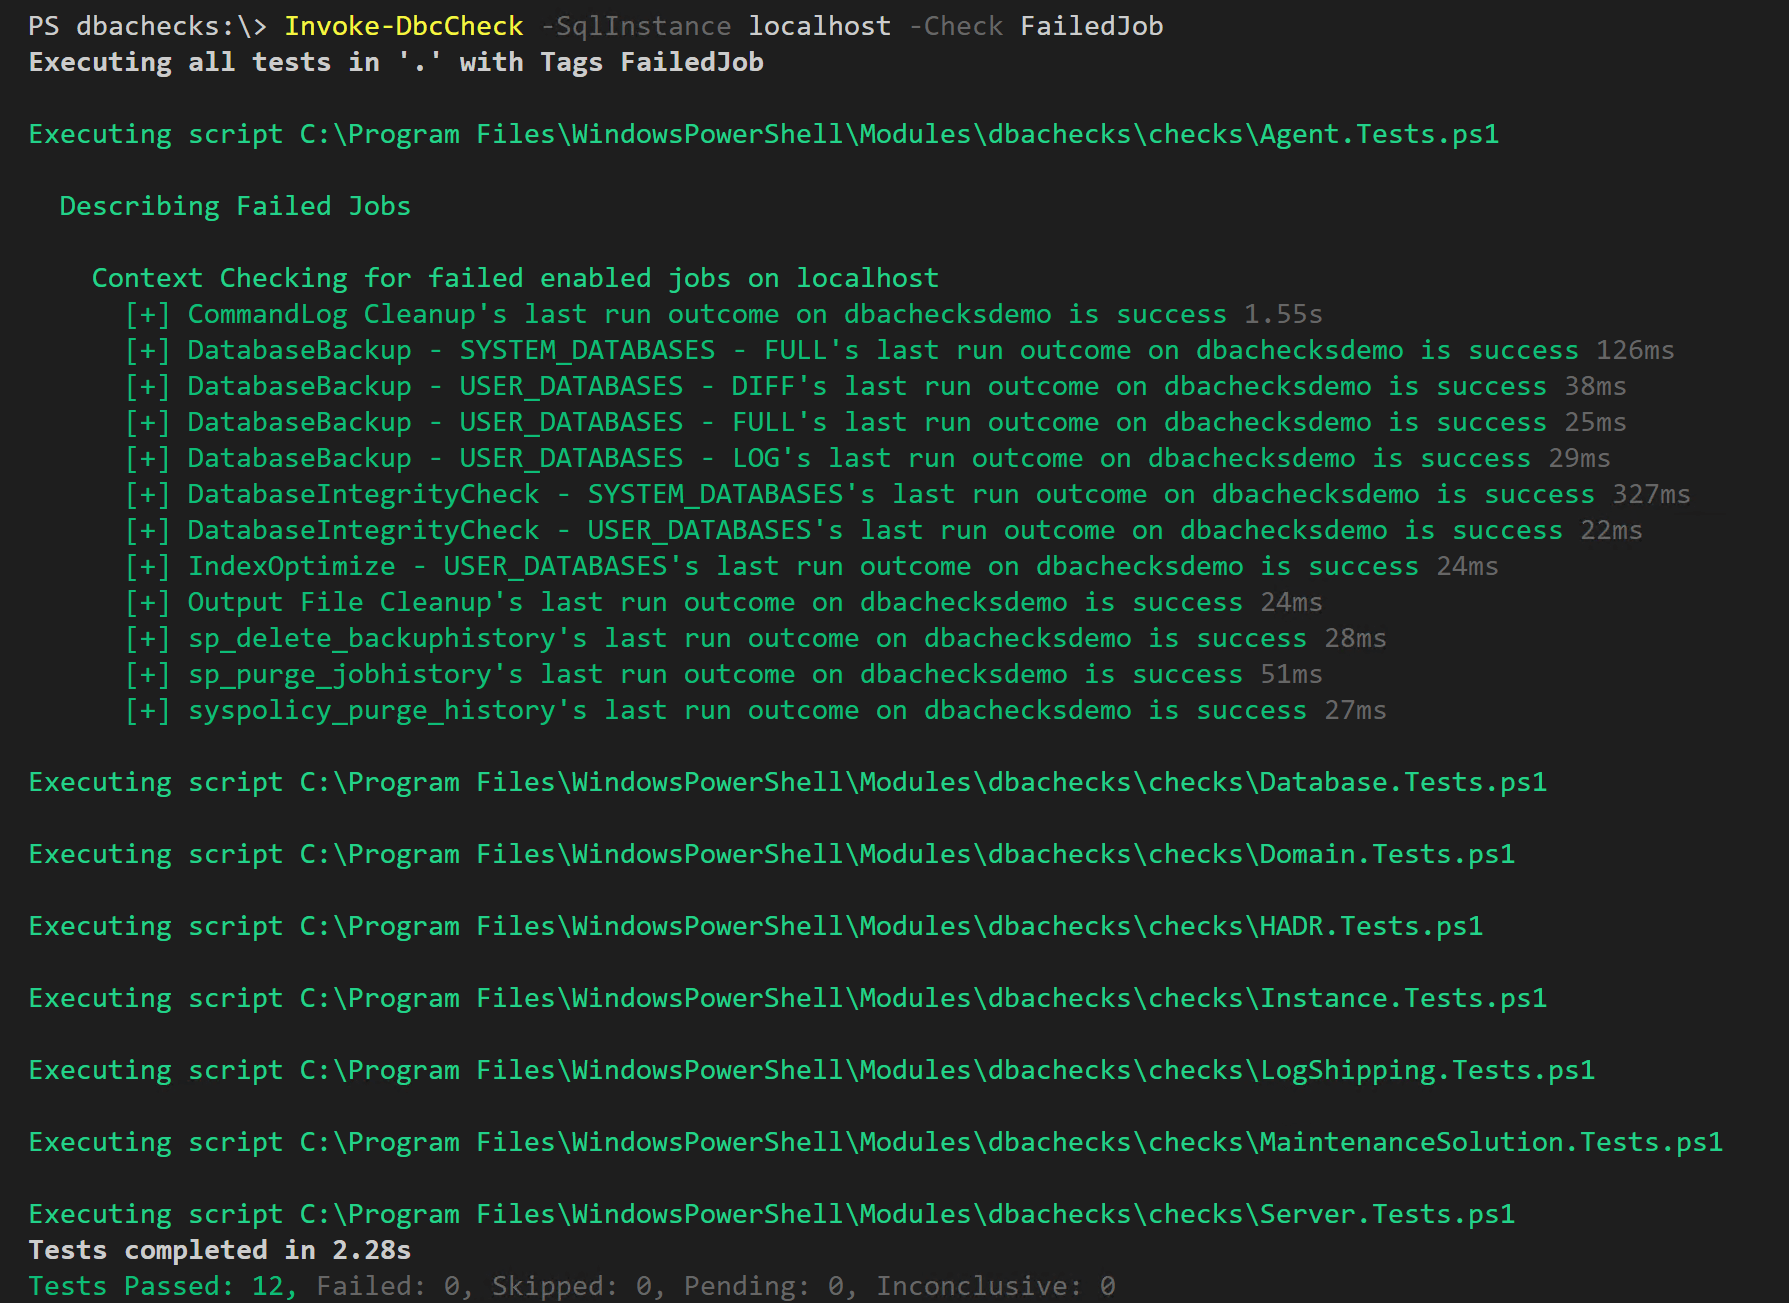 PS dbachecks:\> Invoke-DbcCheck -SqlInstance localhost -Check FailedJob
Executing all tests in '.' with Tags FailedJob
Executing script C:\Program Files\WindowsPowerShell\Modules\dbachecks\checks\Agent.Tests.ps1
Describing Failed Jobs
Context Checking for failed enabled jobs on localhost
[+] CommandLog Cleanup's last run outcome on dbachecksdemo is success 1.55s
[+] DatabaseBackup - SYSTEM_DATABASES - FULL's last run outcome on dbachecksdemo is success 126ms
[+] DatabaseBackup - USER_DATABASES - DIFF's last run outcome on dbachecksdemo is success 38ms
[+] DatabaseBackup - USER_DATABASES - FULL's last run outcome on dbachecksdemo is success 25ms
[+] DatabaseBackup - USER_DATABASES - LOG's last run outcome on dbachecksdemo is success 29ms
[+] DatabaseIntegrityCheck - SYSTEM_DATABASES's last run outcome on dbachecksdemo is success 327ms
[+] DatabaseIntegrityCheck - USER_DATABASES's last run outcome on dbachecksdemo is success 22ms
[+] IndexOptimize - USER_DATABASES's last run outcome on dbachecksdemo is success 24ms
[+] Output File Cleanup's last run outcome on dbachecksdemo is success 24ms
[+] sp_delete_backuphistory's last run outcome on dbachecksdemo is success 28ms
[+] sp_purge_jobhistory's last run outcome on dbachecksdemo is success 51ms
[+] syspolicy_purge_history's last run outcome on dbachecksdemo is success 27ms
Executing script C:\Program Files\WindowsPowerShell\Modules\dbachecks\checks\Database.Tests.ps1
Executing script C:\Program Files\WindowsPowerShell\Modules\dbachecks\checks\Domain.Tests.ps1
Executing script C:\Program Files\WindowsPowerShell\Modules\dbachecks\checks\HADR.Tests.ps1
Executing script C:\Program Files\WindowsPowerShell\Modules\dbachecks\checks\Instance.Tests.ps1
Executing script C:\Program Files\WindowsPowerShell\Modules\dbachecks\checks\LogShipping.Tests.ps1
Executing script C:\Program Files\WindowsPowerShell\Modules\dbachecks\checks\MaintenanceSolution.Tests.ps1
Executing script C:\Program Files\WindowsPowerShell\Modules\dbachecks\checks\Server.Tests.ps1
Tests completed in 2.28s
Tests Passed: 12, Failed: 0, Skipped: 0, Pending: 0, Inconclusive: 0